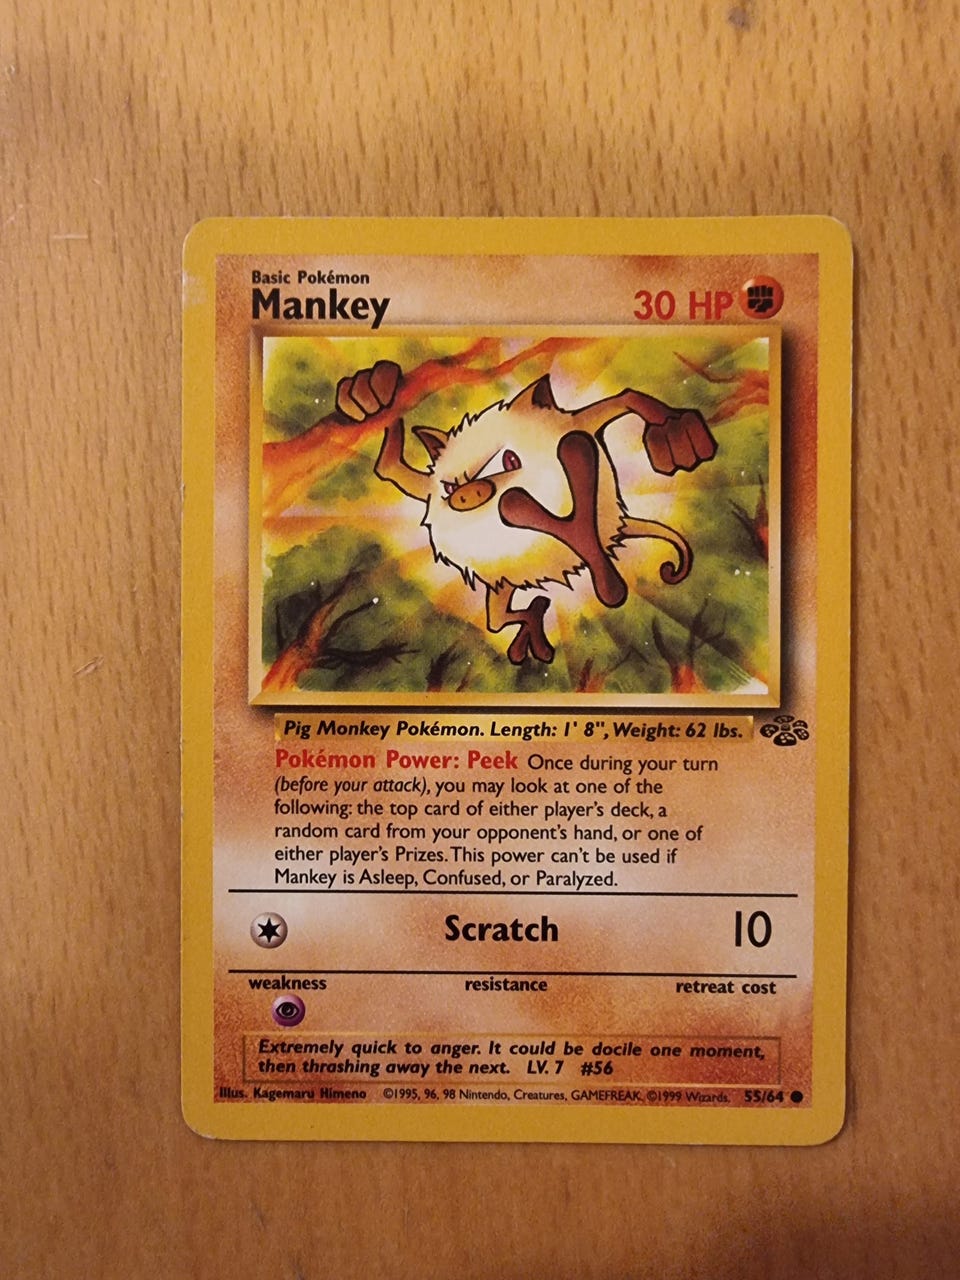 Basic Pokémon
Mankey
30 HP
Pig Monkey Pokémon. Length: 1' 8", Weight: 62 lbs.
Pokémon Power: Peek Once during your turn
(before your attack), you may look at one of the
following: the top card of either player's deck, a
random card from your opponent's hand, or one of
either player's Prizes. This power can't be used if
Mankey is Asleep, Confused, or Paralyzed.
Scratch 10
weakness resistance retreat cost
Extremely quick to anger. It could be docile one moment,
then thrashing away the next. LV. 7 #56
Illus. Kagemaru Himeno ©1995, 96, 98 Nintendo, Creatures, GAMEFREAK. ©1999 Wizards. 55/64